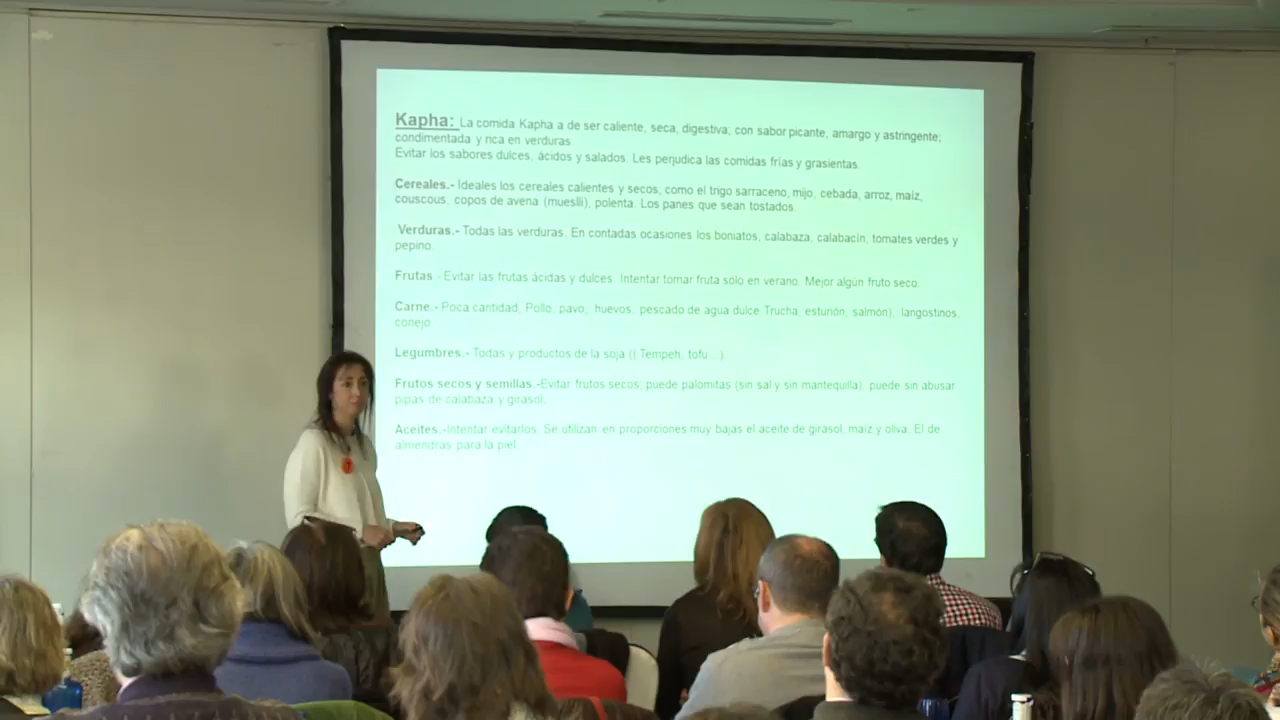 Kapha: La comida Kapha a de ser caliente, seca, digestiva, con sabor picante, amargo y astringente;
condimentada y rica en verduras
Evitar los sabores dulces, ácidos y salados. Les perjudica las comidas frías y grasientas.
Cereales.- Ideales los cereales calientes y secos; como el trigo sarraceno, mijo, cebada, arroz, maíz,
couscous, copos de avena (mueslli), polenta. Los panes que sean tostados.
Verduras.- Todas las verduras. En contadas ocasiones los boniatos, calabaza, calabacín, tomates verdes y
pepino.
Frutas.- Evitar las frutas ácidas y dulces. Intentar tomar fruta sólo en verano. Mejor algún fruto seco.
Carne.- Poca cantidad, Pollo, pavo, huevos, pescado de agua dulce Trucha, esturión, salmón), langostinos,
conejo
Legumbres.- Todas y productos de la soja (( Tempeh, tofu...)
Frutos secos y semillas.-Evitar frutos secos; puede palomitas (sin sal y sin mantequilla), puede sin abusar
pipas de calabaza y girasol.
Aceites.-Intentar evitarlos. Se utilizan en proporciones muy bajas el aceite de girasol, maíz y oliva. El de
almendras para la piel.